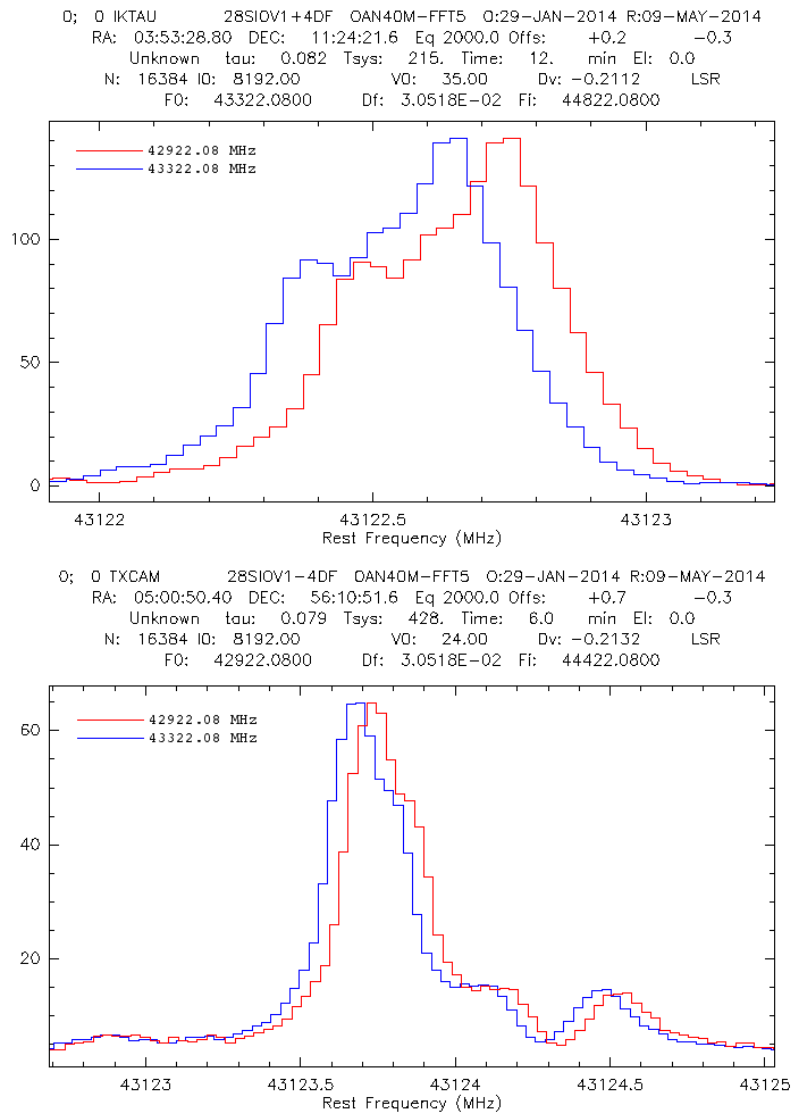 0; 0 IKTAU 28SIOV1+4DF OAN40M-FFT5 O:29-JAN-2014 R:09-MAY-2014
RA: 03:53:28.80 DEC: 11:24:21.6 Eq 2000.0 Offs: +0.2 -0.3
Unknown tau: 0.082 Tsys: 215. Time: 12. min El: 0.0
N: 16384 I0: 8192.00 V0: 35.00 Dv: -0.2112 LSR
F0: 43322.0800 Df: 3.0518E-02 Fi: 44822.0800
42922.08 MHz
43322.08 MHz
100
50
0
43122 43122.5 43123
Rest Frequency (MHz)
0; 0 TXCAM 28SIOV1-4DF OAN40M-FFT5 O:29-JAN-2014 R:09-MAY-2014
RA: 05:00:50.40 DEC: 56:10:51.6 Eq 2000.0 Offs: +0.7 -0.3
Unknown tau: 0.079 Tsys: 428. Time: 6.0 min El: 0.0
N: 16384 I0: 8192.00 V0: 24.00 Dv: -0.2132 LSR
F0: 42922.0800 Df: 3.0518E-02 Fi: 44422.0800
42922.08 MHz
43322.08 MHz
60
40
20
43123 43123.5 43124 43124.5 43125
Rest Frequency (MHz)